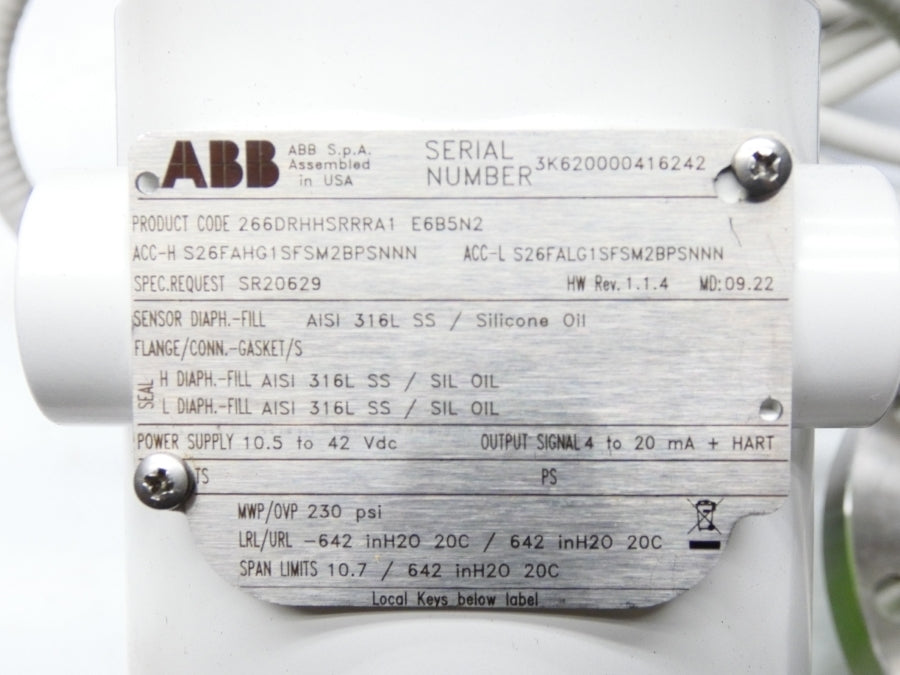 ABB ABB S.p.A.
Assembled
in USA
SERIAL
NUMBER 3K620000416242
PRODUCT CODE 266DRHHSRRRA1 E6B5N2
ACC-H S26FAHG1SFSM2BPSNNN ACC-L S26FALG1SFSM2BPSNNN
SPEC.REQUEST SR20629 HW Rev. 1.1.4 MD:09.22
SENSOR DIAPH.-FILL AISI 316L SS / Silicone Oil
FLANGE/CONN.-GASKET/S
SEAL
H DIAPH.-FILL AISI 316L SS / SIL OIL
L DIAPH.-FILL AISI 316L SS / SIL OIL
POWER SUPPLY 10.5 to 42 Vdc OUTPUT SIGNAL 4 to 20 mA + HART
TS PS
MWP/OVP 230 psi
LRL/URL -642 inH2O 20C / 642 inH2O 20C
SPAN LIMITS 10.7 / 642 inH2O 20C
Local Keys below label